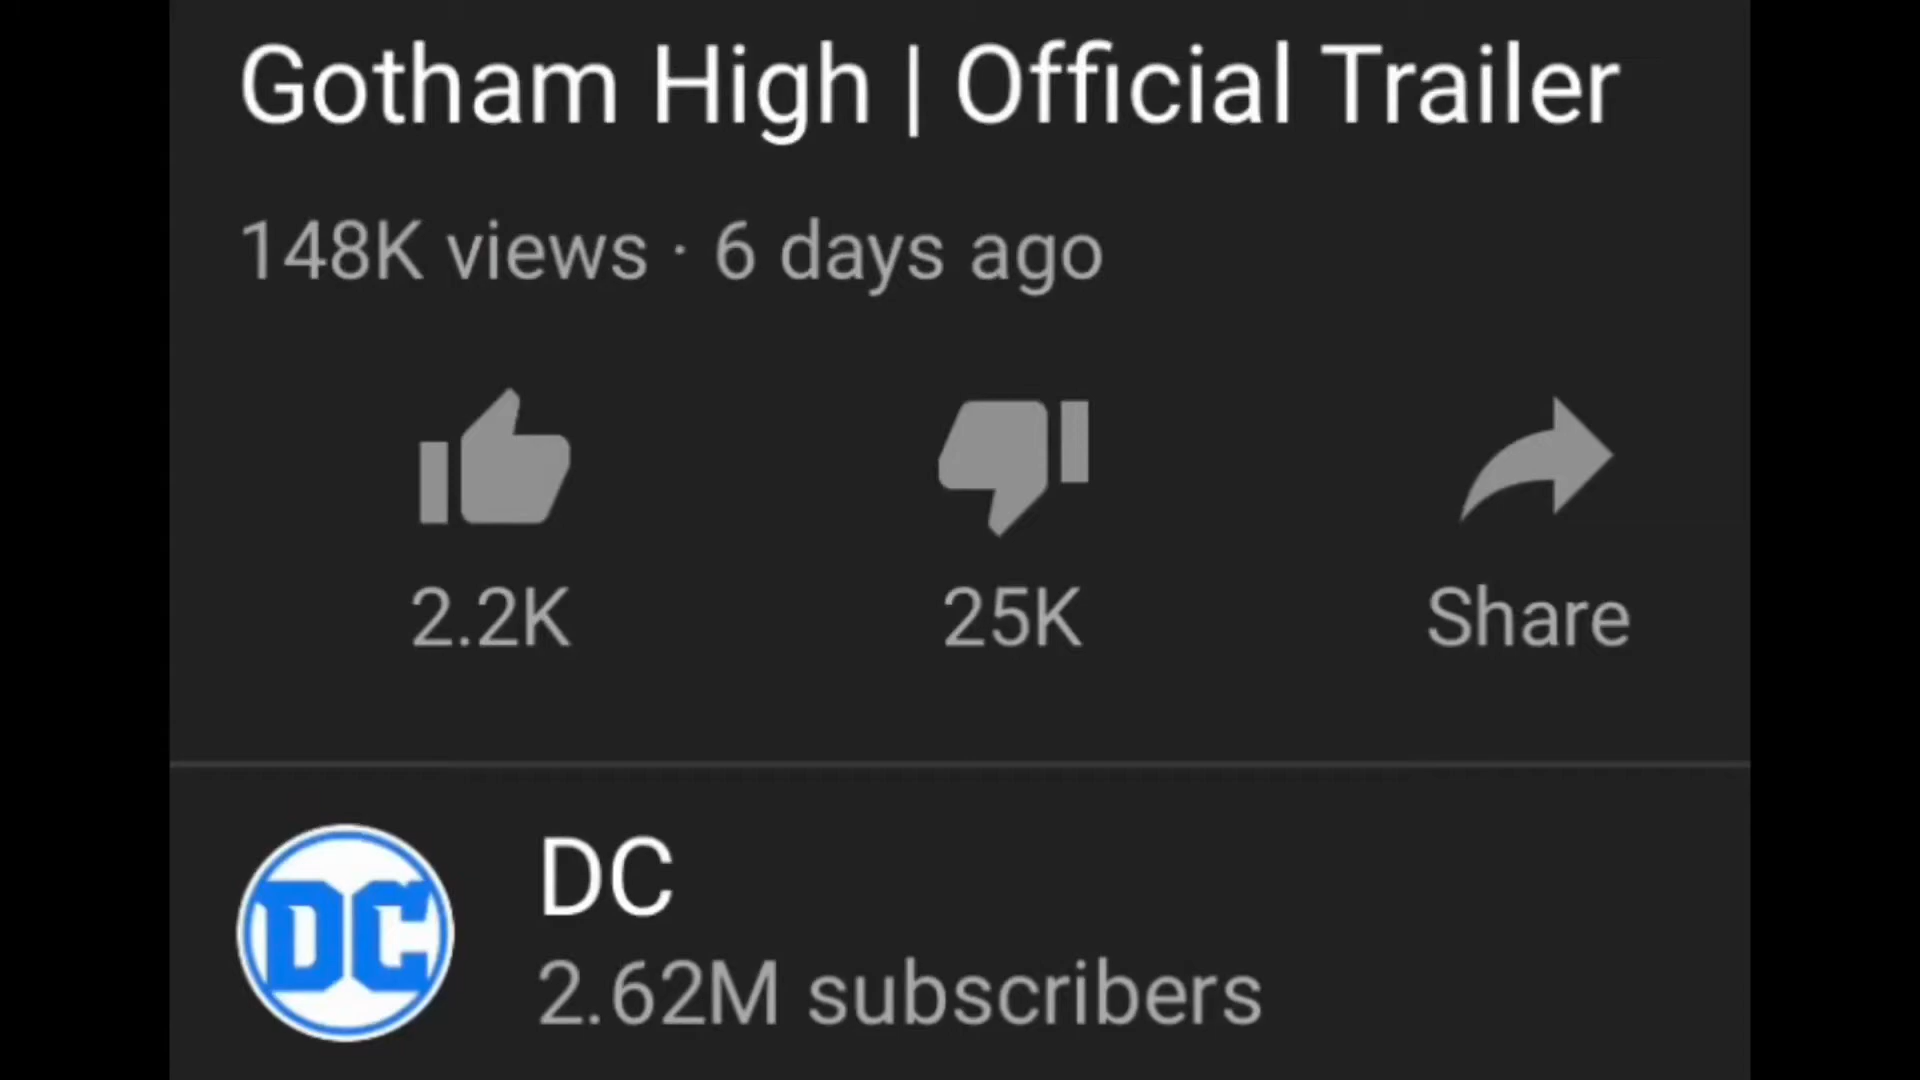 Gotham High | Official Trailer
148K views · 6 days ago
2.2K 25K Share
DC
DC
2.62M subscribers